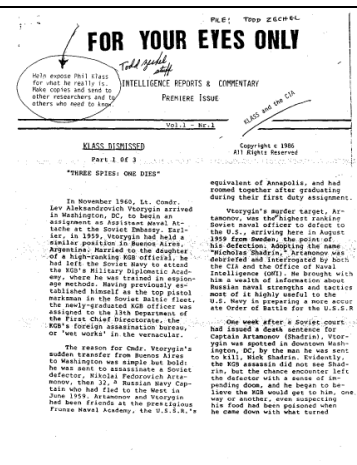 FILE: TODD ZECHEL
FOR YOUR EYES ONLY
Todd Zechel
stuff
Help expose Phil Klass
for what he really is.
Make copies and send to
other researchers and to
others who need to know.
INTELLIGENCE REPORTS & COMMENTARY
PREMIERE ISSUE
KLASS and the CIA
Vol.1 - Nr.1
KLASS DISMISSED
Part 1 Of 3
"THREE SPIES: ONE DIES"
Copyright © 1986
All Rights Reserved
In November 1960, Lt. Comdr.
Lev Aleksandrovich Vtorygin arrived
in Washington, DC, to begin an
assignment as Assistant Naval At-
tache at the Soviet Embassy. Earl-
ier, in 1959, Vtorygin had held a
similar position in Buenos Aires,
Argentina. Married to the daughter
of a high-ranking KGB official, he
had left the Soviet Navy to attend
the KGB's Military Diplomatic Acad-
emy, where he was trained in espion-
age methods. Having previously es-
tablished himself as the top pistol
marksman in the Soviet Baltic fleet,
the newly-graduated KGB officer was
assigned to the 13th Department of
the First Chief Directorate, the
KGB's foreign assassination bureau,
or 'wet works' in the vernacular.
The reason for Cmdr. Vtorygin's
sudden transfer from Buenos Aires
to Washington was simple but bold:
he was sent to assassinate a Soviet
defector, Nikolai Fedorovich Arta-
monov, then 32, a Russian Navy Cap-
tain who had fled to the West in
June 1959. Artamonov and Vtorygin
had been friends at the prestigious
Frunze Naval Academy, the U.S.S.R.'s
equivalent of Annapolis, and had
roomed together after graduating
during their first duty assignment.
Vtorygin's murder target, Ar-
tamonov, was the highest ranking
Soviet naval officer to defect to
the U.S., arriving here in August
1959 from Sweden, the point of
his defection. Adopting the name
"Nicholas Shadrin," Artamonov was
debriefed and interrogated by both
the CIA and the Office of Naval
Intelligence (ONI). He brought with
him a wealth of information about
Russian naval strengths and tactics
most of it highly useful to the
U.S. Navy in preparing a more accur
ate Order of Battle for the U.S.S.R
One week after a Soviet court
had issued a death sentence for
Captain Artamonov (Shadrin), Vtor-
ygin was spotted in downtown Wash-
ington, DC, by the man he was sent
to kill, Nick Shadrin. Evidently,
the KGB assassin did not see Shad-
rin, but the chance encounter left
the defector with a sense of im-
pending doom, and he began to be-
lieve the KGB would get to him, one
way or another, even suspecting
his food had been poisoned when
he came down with what turned